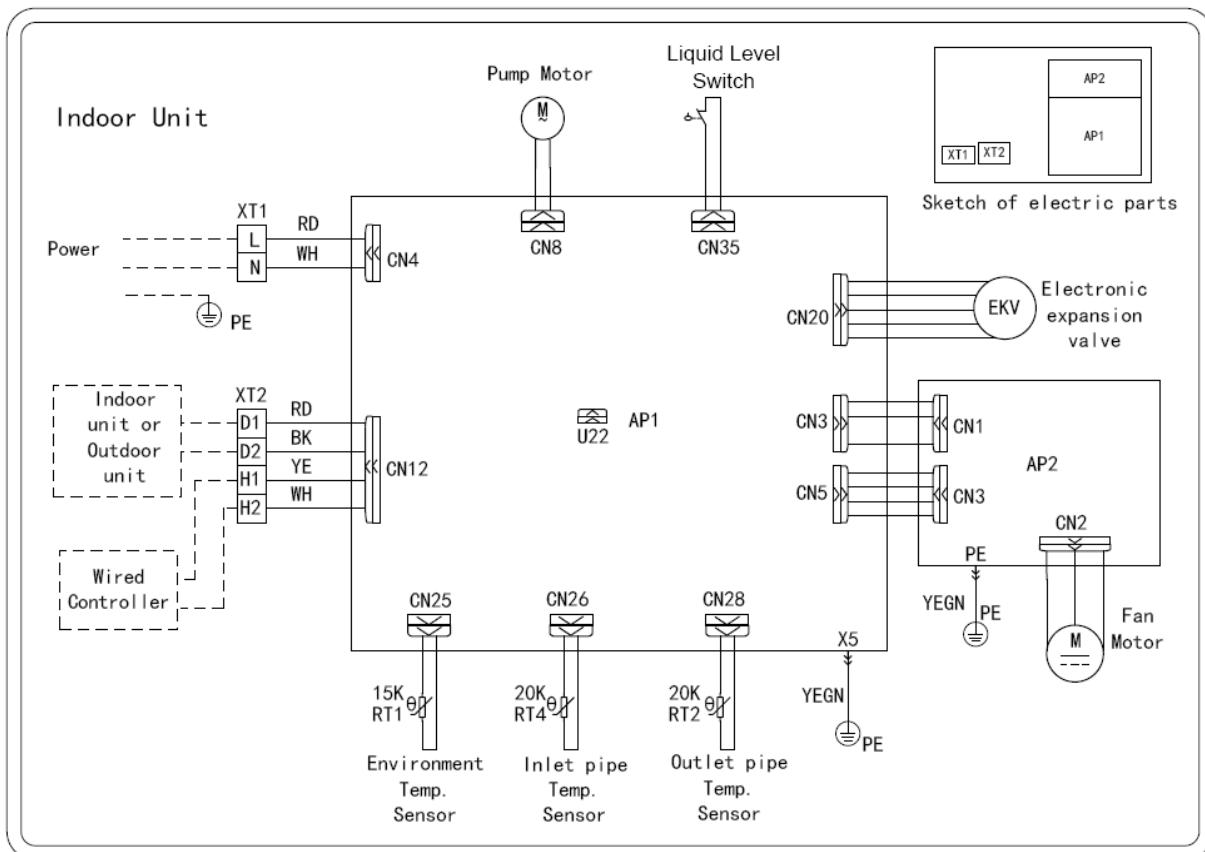 Indoor Unit
Pump Motor
M
~
Liquid Level
Switch
AP2
AP1
XT1
XT2
Sketch of electric parts
Power
XT1
L
N
RD
WH
CN4
PE
CN8
CN35
CN20
EKV
Electronic
expansion
valve
Indoor
unit or
Outdoor
unit
XT2
D1
D2
H1
H2
RD
BK
YE
WH
CN12
U22
AP1
CN3
CN1
CN5
CN3
AP2
CN2
PE
YEGN
PE
M
Fan
Motor
Wired
Controller
CN25
CN26
CN28
X5
YEGN
PE
15K
RT1
θ
20K
RT4
θ
20K
RT2
θ
Environment
Temp.
Sensor
Inlet pipe
Temp.
Sensor
Outlet pipe
Temp.
Sensor